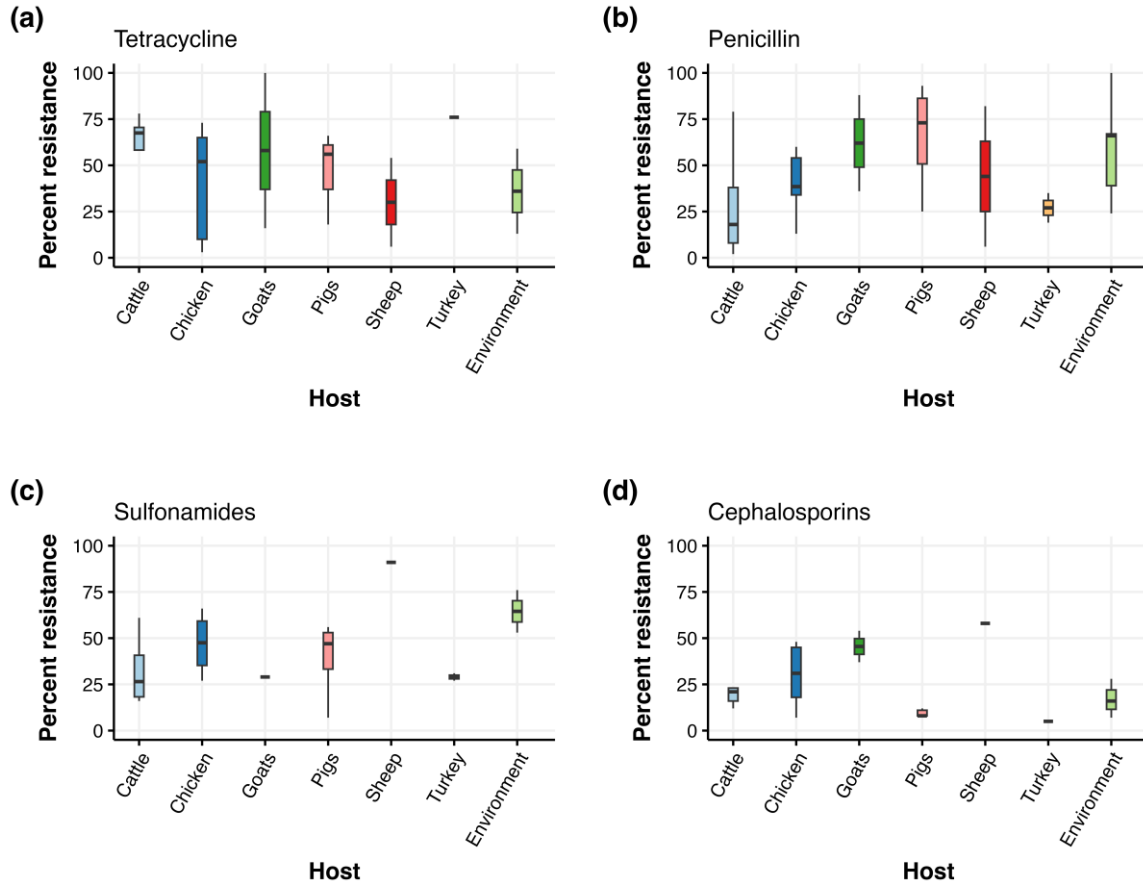 (a)
Tetracycline
Percent resistance
100
75
50
25
0
Cattle
Chicken
Goats
Pigs
Sheep
Turkey
Environment
Host
(b)
Penicillin
Percent resistance
100
75
50
25
0
Cattle
Chicken
Goats
Pigs
Sheep
Turkey
Environment
Host
(c)
Sulfonamides
Percent resistance
100
75
50
25
0
Cattle
Chicken
Goats
Pigs
Sheep
Turkey
Environment
Host
(d)
Cephalosporins
Percent resistance
100
75
50
25
0
Cattle
Chicken
Goats
Pigs
Sheep
Turkey
Environment
Host